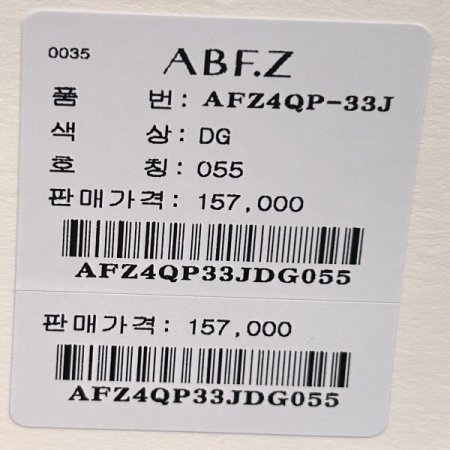 0035 ABF.Z
품 번: AFZ4QP-33J
색 상: DG
호 칭: 055
판매가격: 157,000
AFZ4QP33JDG055
판매가격: 157,000
AFZ4QP33JDG055